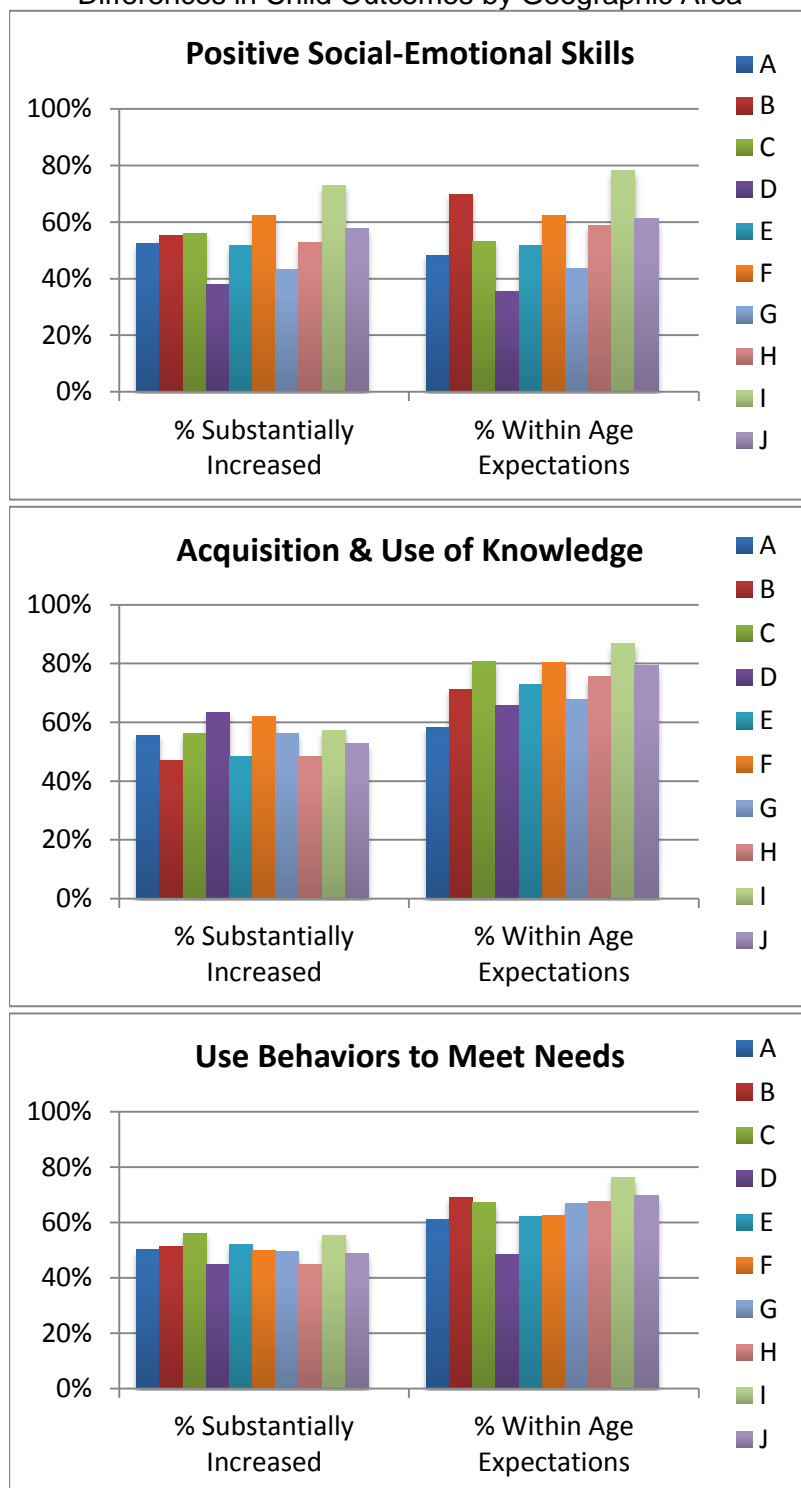 Differences in Child Outcomes by Geographic Area
Positive Social-Emotional Skills
100%
80%
60%
40%
20%
0%
% Substantially
Increased
% Within Age
Expectations
A
B
C
D
E
F
G
H
I
J
Acquisition & Use of Knowledge
100%
80%
60%
40%
20%
0%
% Substantially
Increased
% Within Age
Expectations
A
B
C
D
E
F
G
H
I
J
Use Behaviors to Meet Needs
100%
80%
60%
40%
20%
0%
% Substantially
Increased
% Within Age
Expectations
A
B
C
D
E
F
G
H
I
J